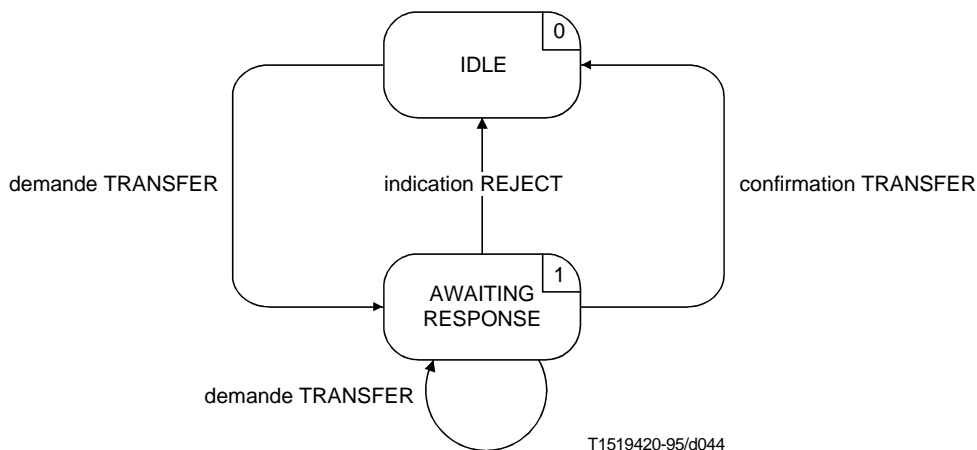 0
IDLE
demande TRANSFER
indication REJECT
confirmation TRANSFER
1
AWAITING
RESPONSE
demande TRANSFER
T1519420-95/d044